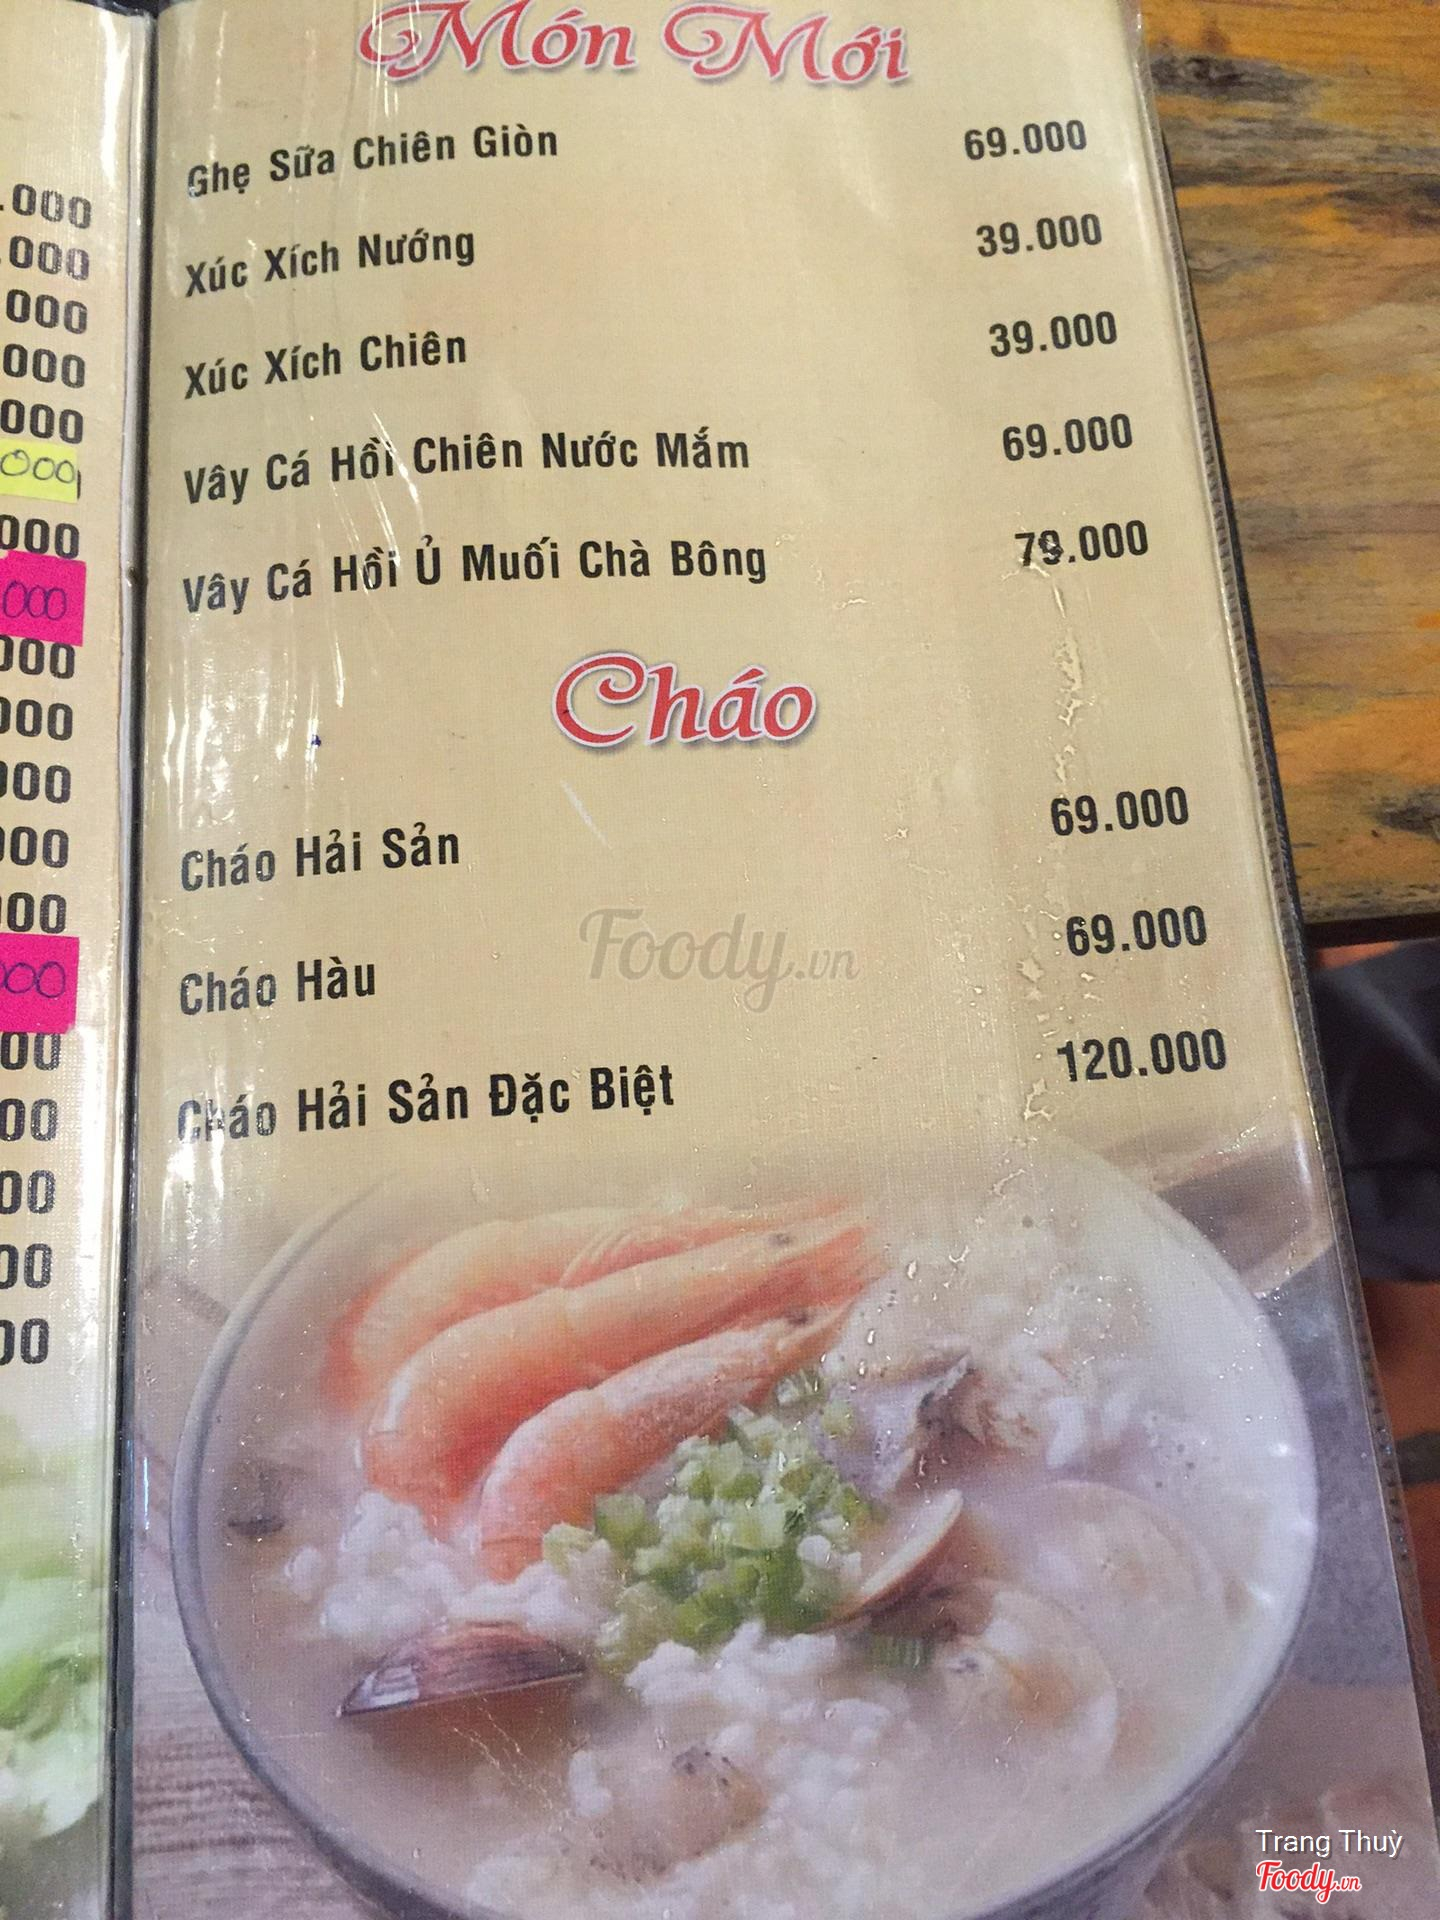 Món Mới
Ghẹ Sữa Chiên Giòn 69.000
Xúc Xích Nướng 39.000
Xúc Xích Chiên 39.000
Vây Cá Hồi Chiên Nước Mắm 69.000
Vây Cá Hồi Ủ Muối Chà Bông 79.000
Cháo
Cháo Hải Sản 69.000
Cháo Hàu 69.000
Cháo Hải Sản Đặc Biệt 120.000
Foody.vn
Trang Thuỳ
Foody.vn